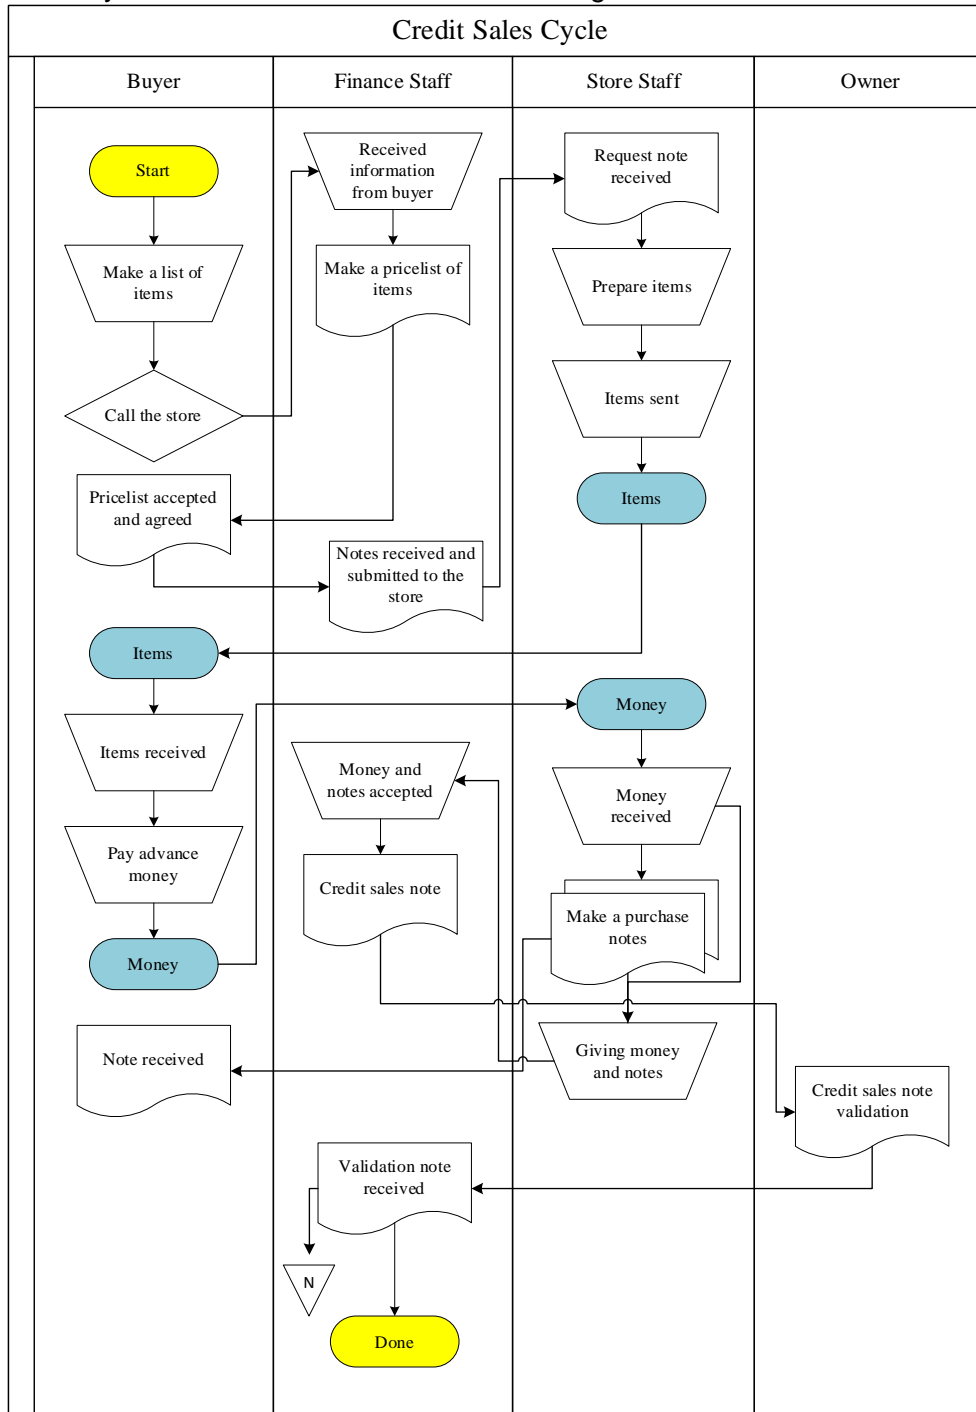 Credit Sales Cycle
Buyer
Finance Staff
Store Staff
Owner
Start
Make a list of
items
Call the store
Pricelist accepted
and agreed
Items
Items received
Pay advance
money
Money
Note received
Received
information
from buyer
Make a pricelist of
items
Notes received and
submitted to the
store
Money and
notes accepted
Credit sales note
Validation note
received
N
Done
Request note
received
Prepare items
Items sent
Items
Money
Money
received
Make a purchase
notes
Giving money
and notes
Credit sales note
validation